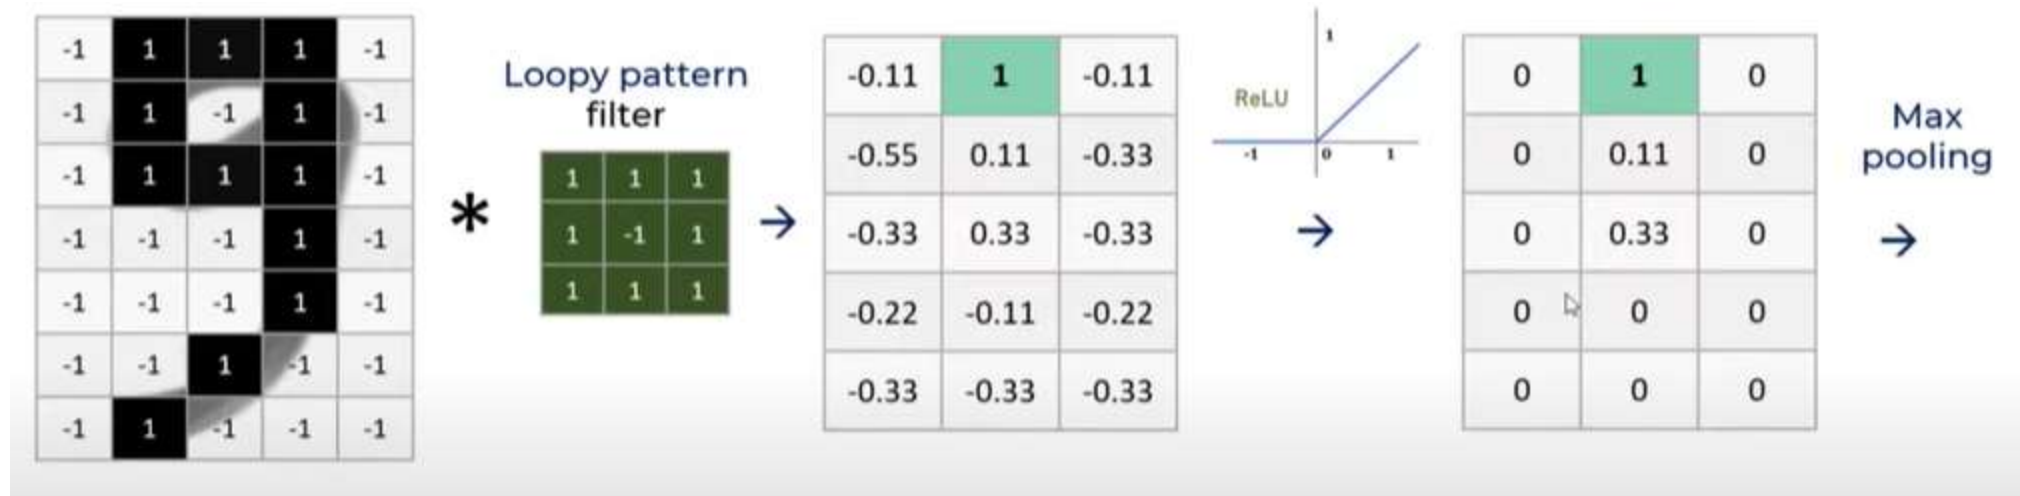 -1 1 1 1 -1
-1 1 -1 1 -1
-1 1 1 1 -1
-1 -1 -1 1 -1
-1 -1 -1 1 -1
-1 -1 1 -1 -1
-1 1 -1 -1 -1
*
Loopy pattern
filter
1 1 1
1 -1 1
1 1 1
→
-0.11 1 -0.11
-0.55 0.11 -0.33
-0.33 0.33 -0.33
-0.22 -0.11 -0.22
-0.33 -0.33 -0.33
1
ReLU
-1 0 1
→
0 1 0
0 0.11 0
0 0.33 0
0 0 0
0 0 0
Max
pooling
→